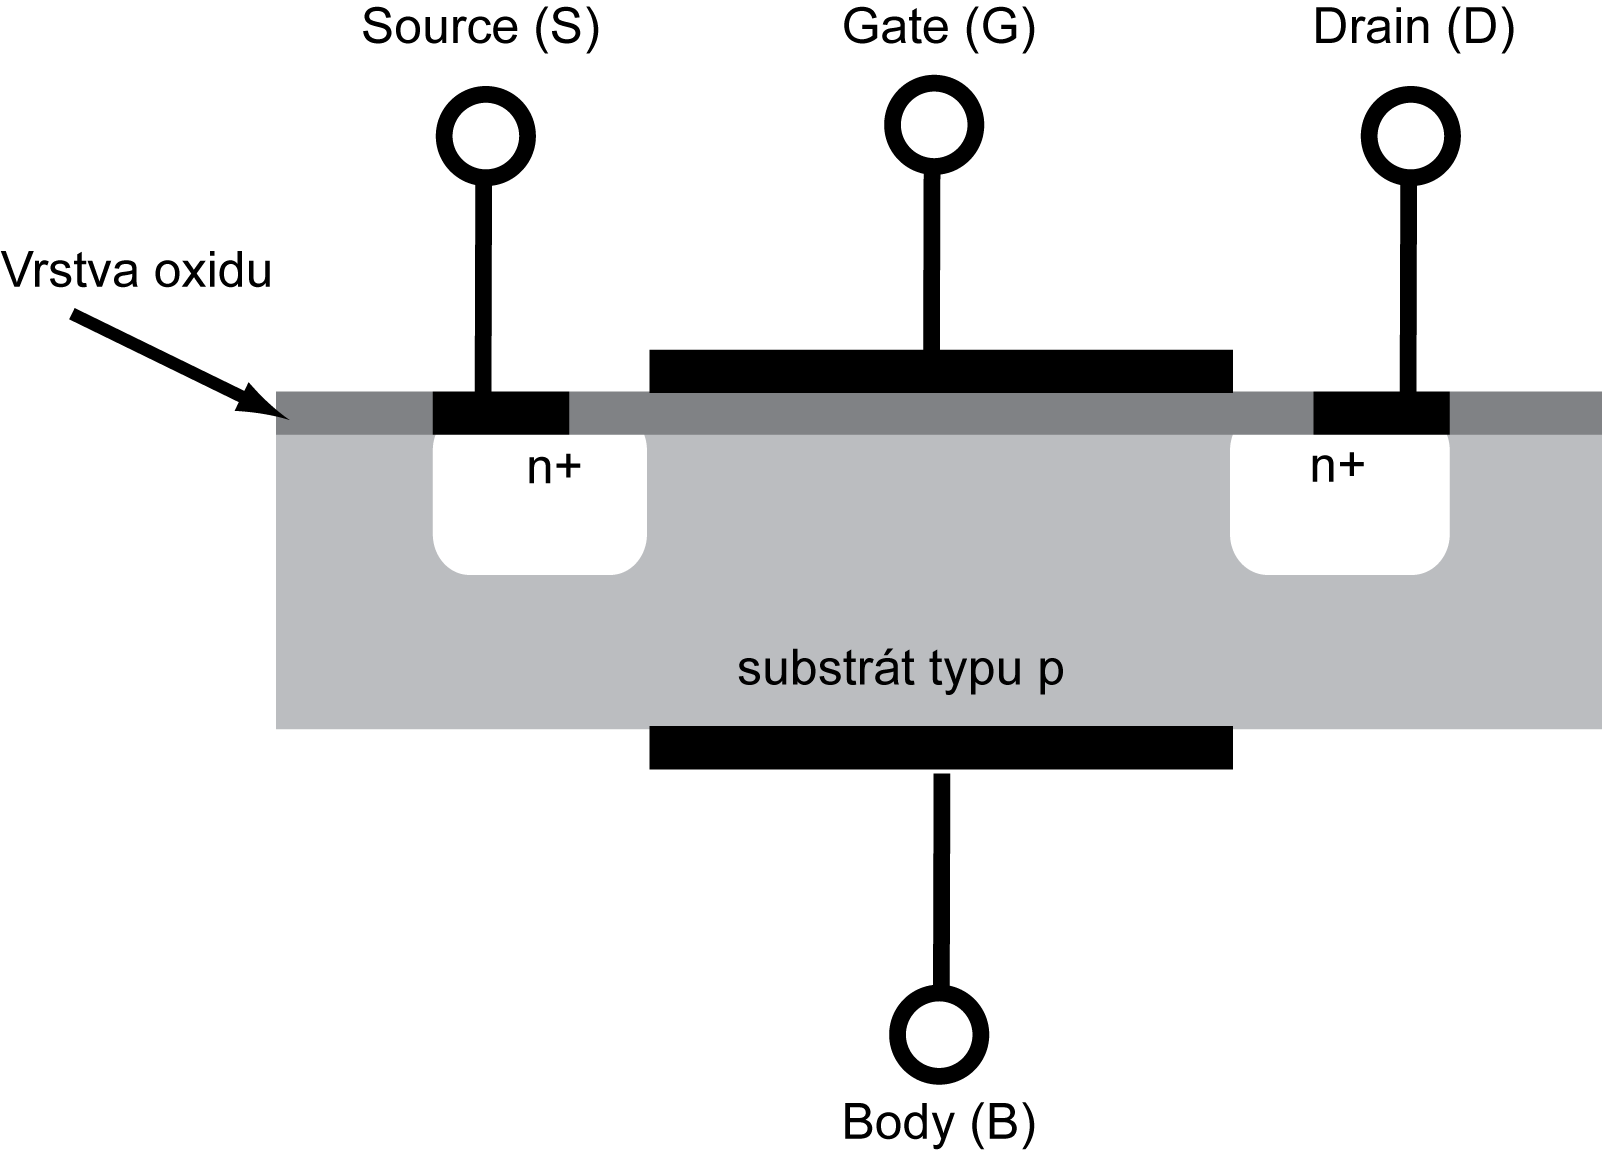 Source (S)
Gate (G)
Drain (D)
Vrstva oxidu
n+
n+
substrát typu p
Body (B)